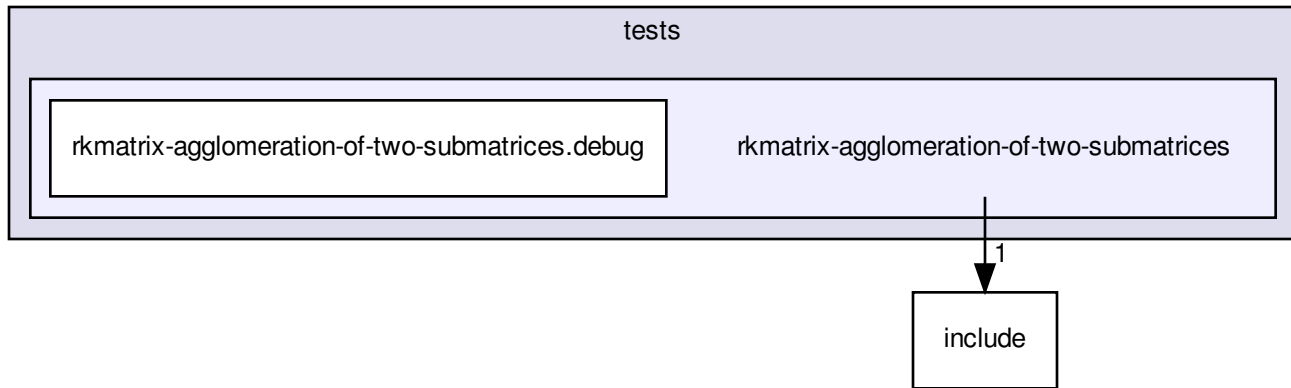 tests
rkmatrix-agglomeration-of-two-submatrices.debug
rkmatrix-agglomeration-of-two-submatrices
1
include